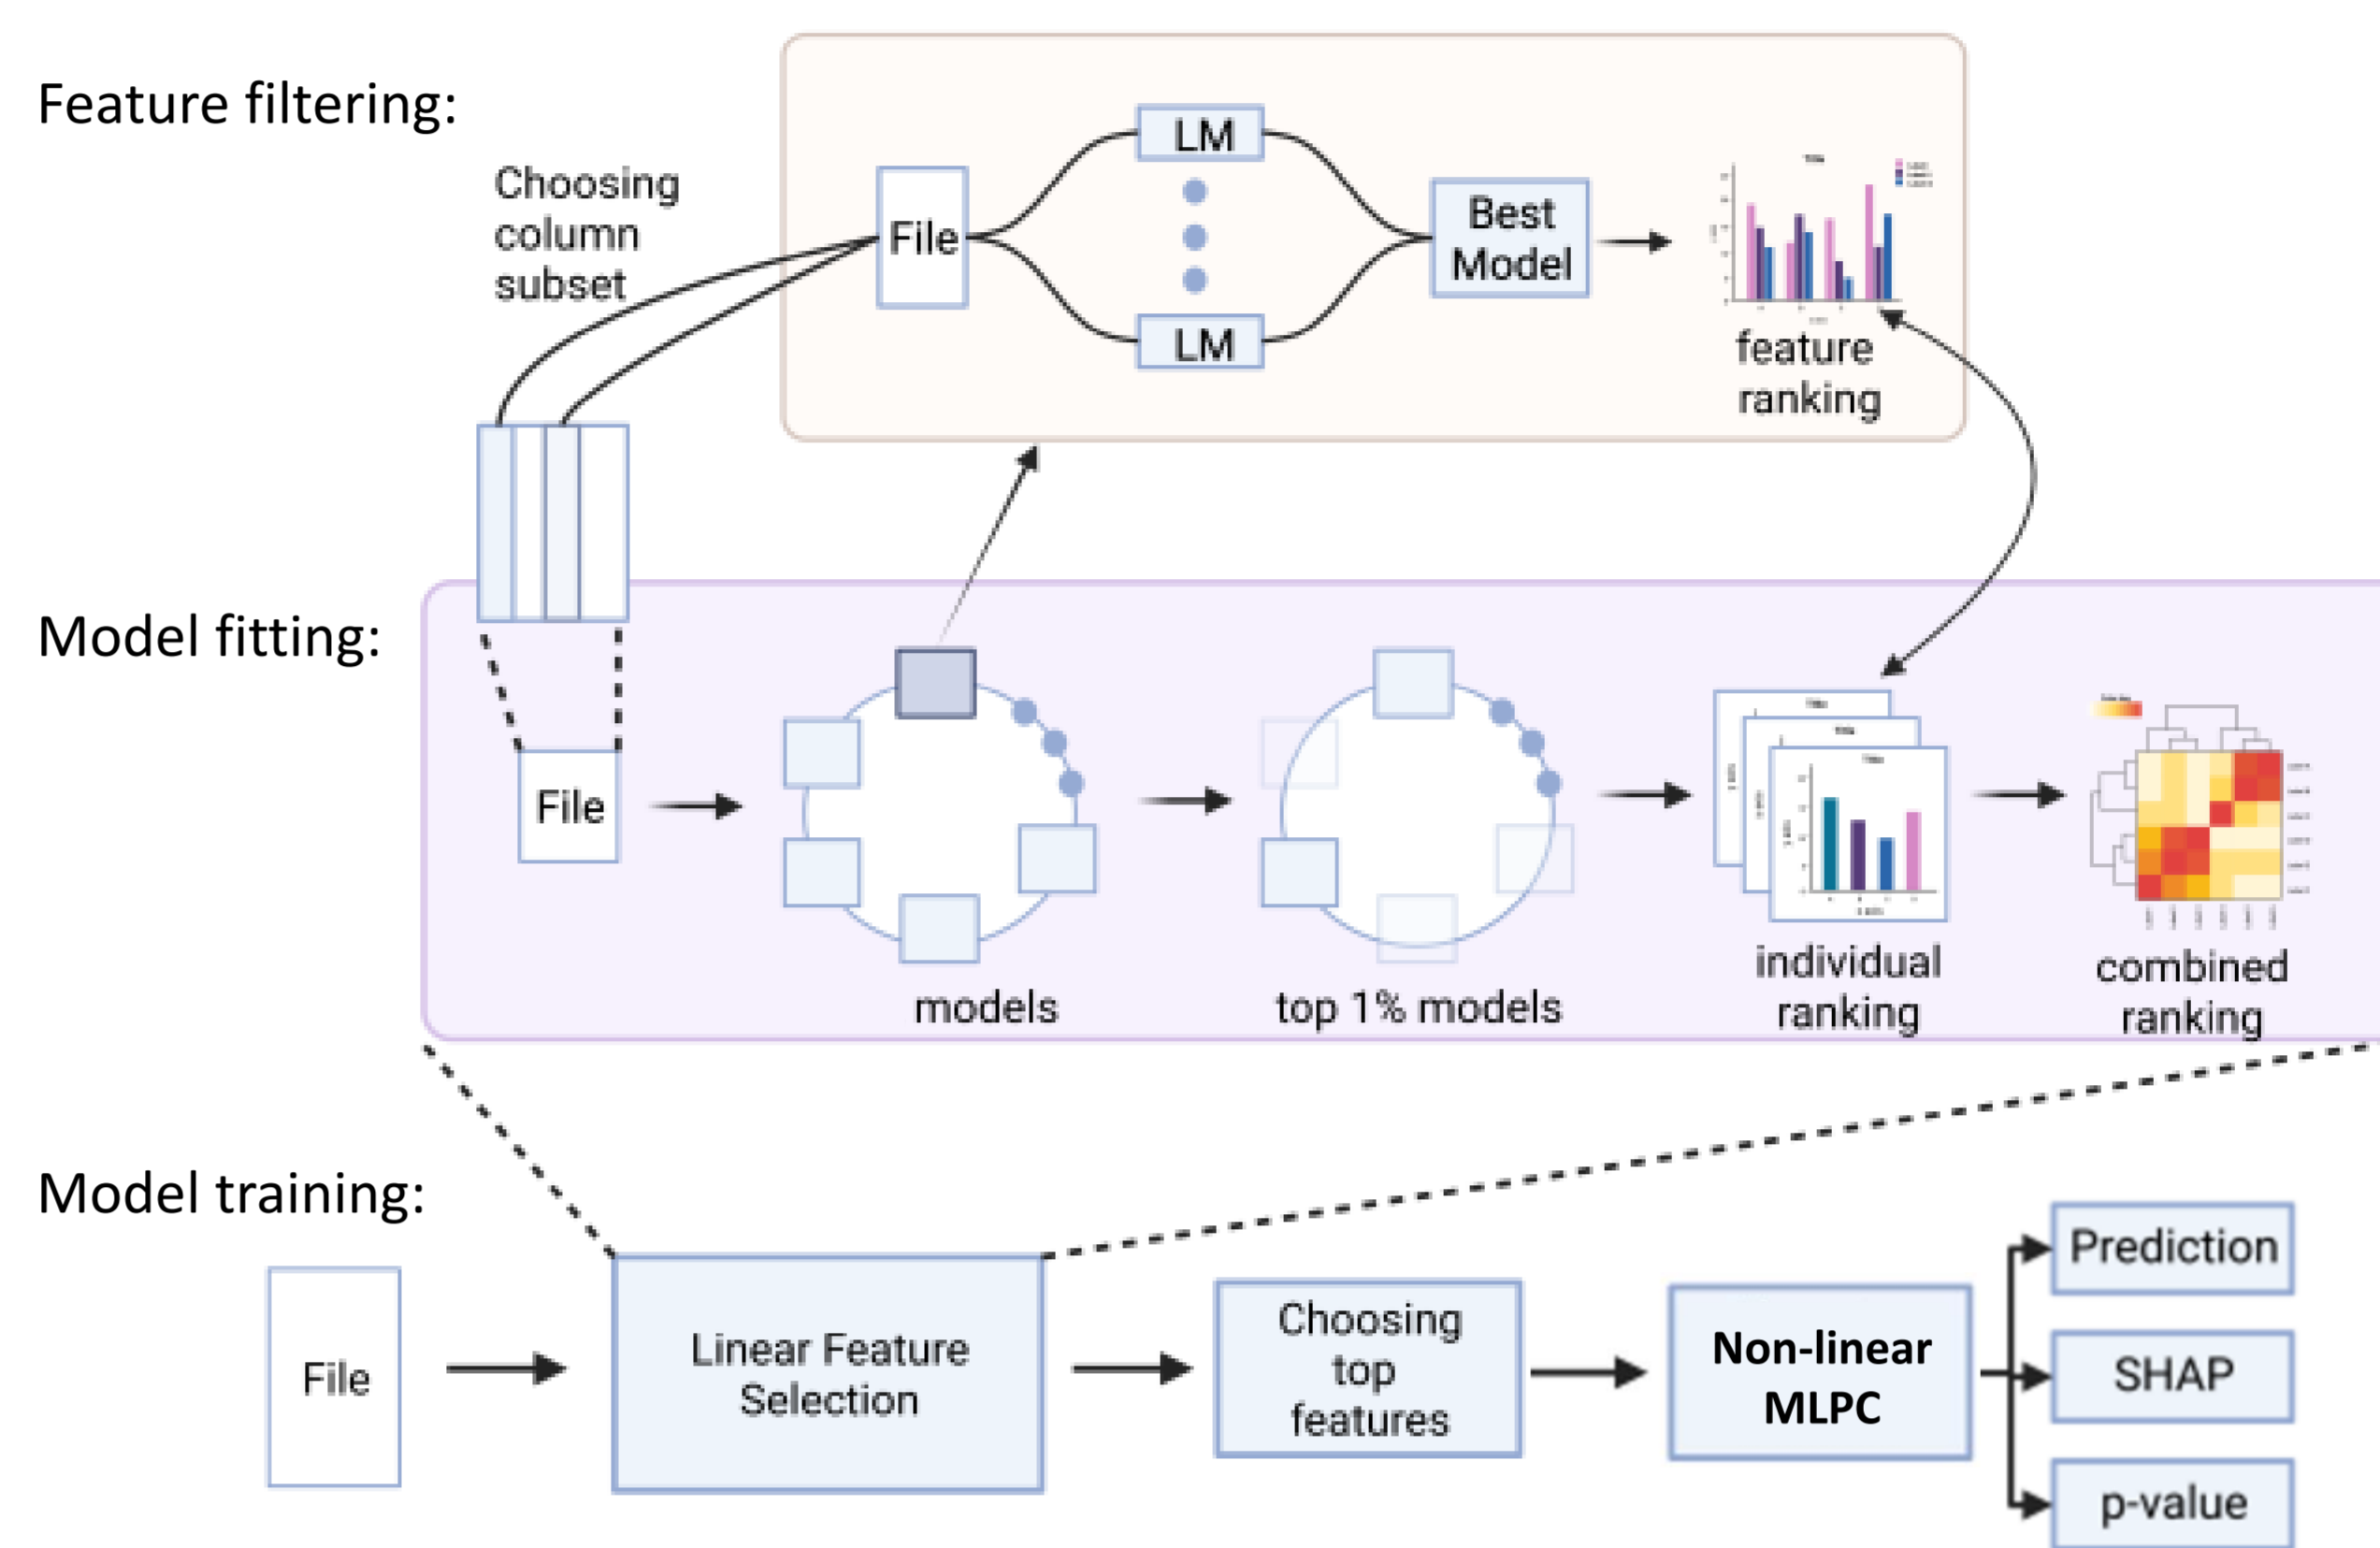 Feature filtering:
Choosing
column
subset
File
LM
LM
Best
Model
feature
ranking
Model fitting:
File
models
top 1% models
individual
ranking
combined
ranking
Model training:
File
Linear Feature
Selection
Choosing
top
features
Non-linear
MLPC
Prediction
SHAP
p-value